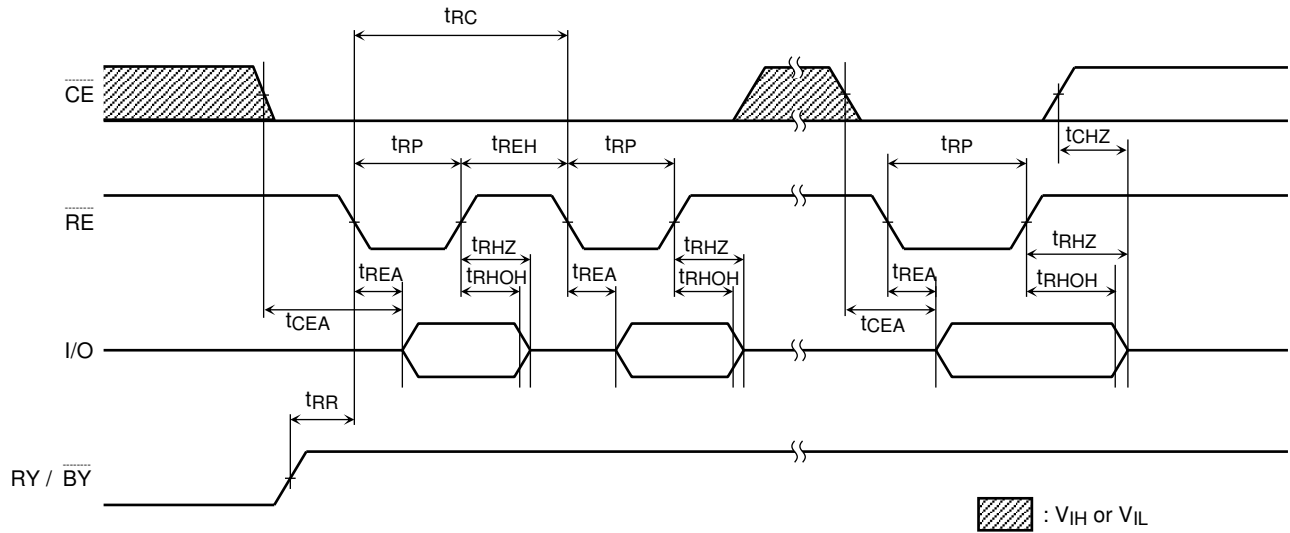 tRC
CE
tRP
tREH
tRP
tRP
tCHZ
RE
tRHZ
tRHZ
tRHZ
tREA
tRHOH
tREA
tRHOH
tREA
tRHOH
tCEA
tCEA
I/O
tRR
RY / BY
: VIH or VIL